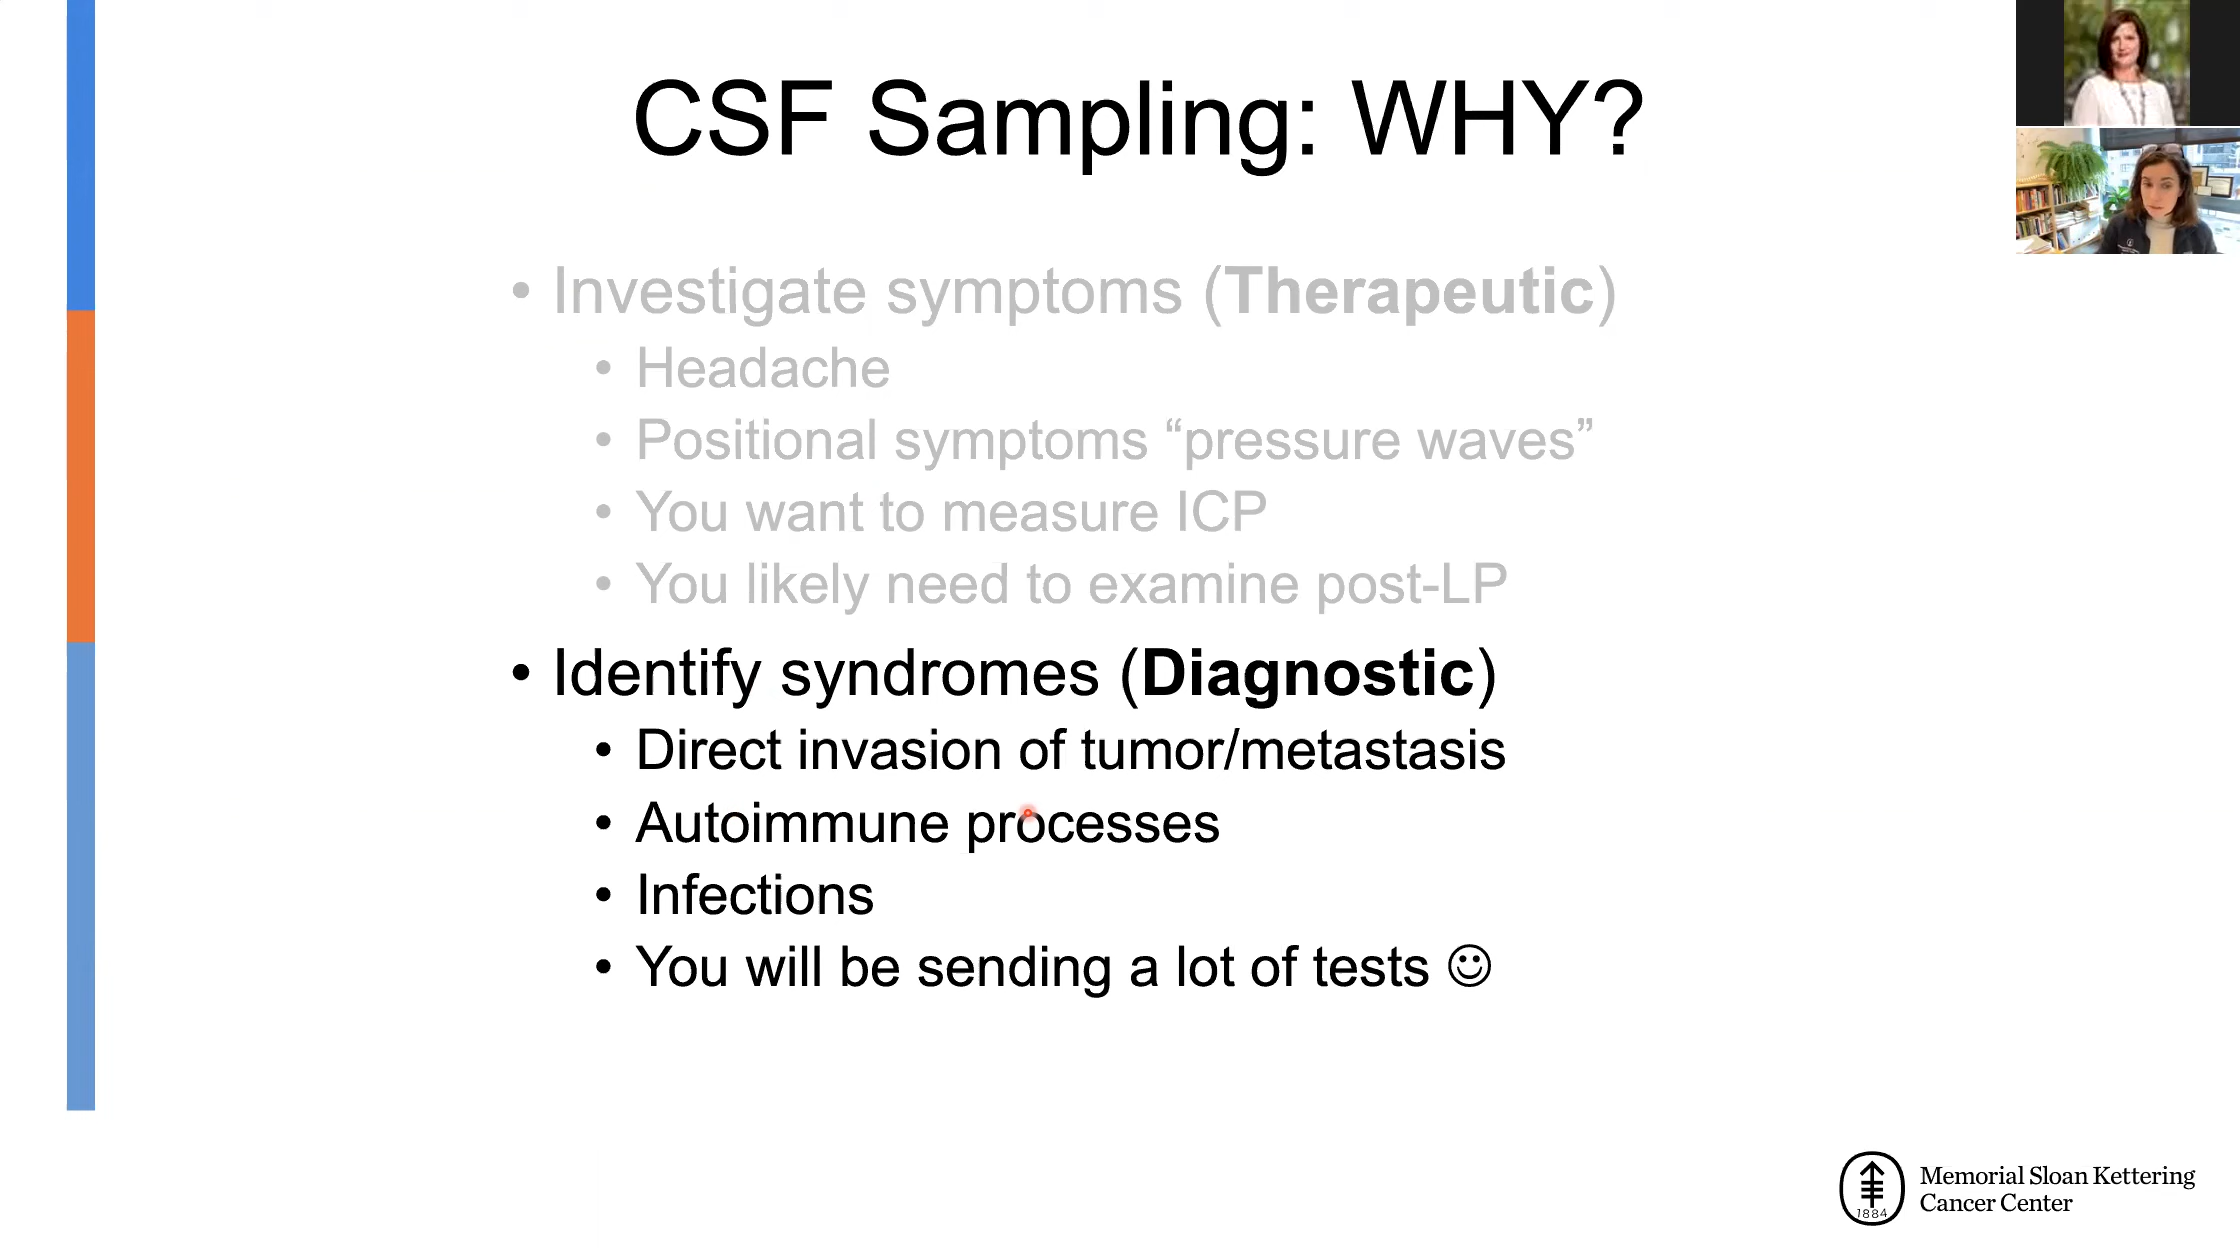 CSF Sampling: WHY?
• Investigate symptoms (Therapeutic)
• Headache
• Positional symptoms “pressure waves”
• You want to measure ICP
• You likely need to examine post-LP
• Identify syndromes (Diagnostic)
• Direct invasion of tumor/metastasis
• Autoimmune processes
• Infections
• You will be sending a lot of tests ☺
1884
Memorial Sloan Kettering
Cancer Center